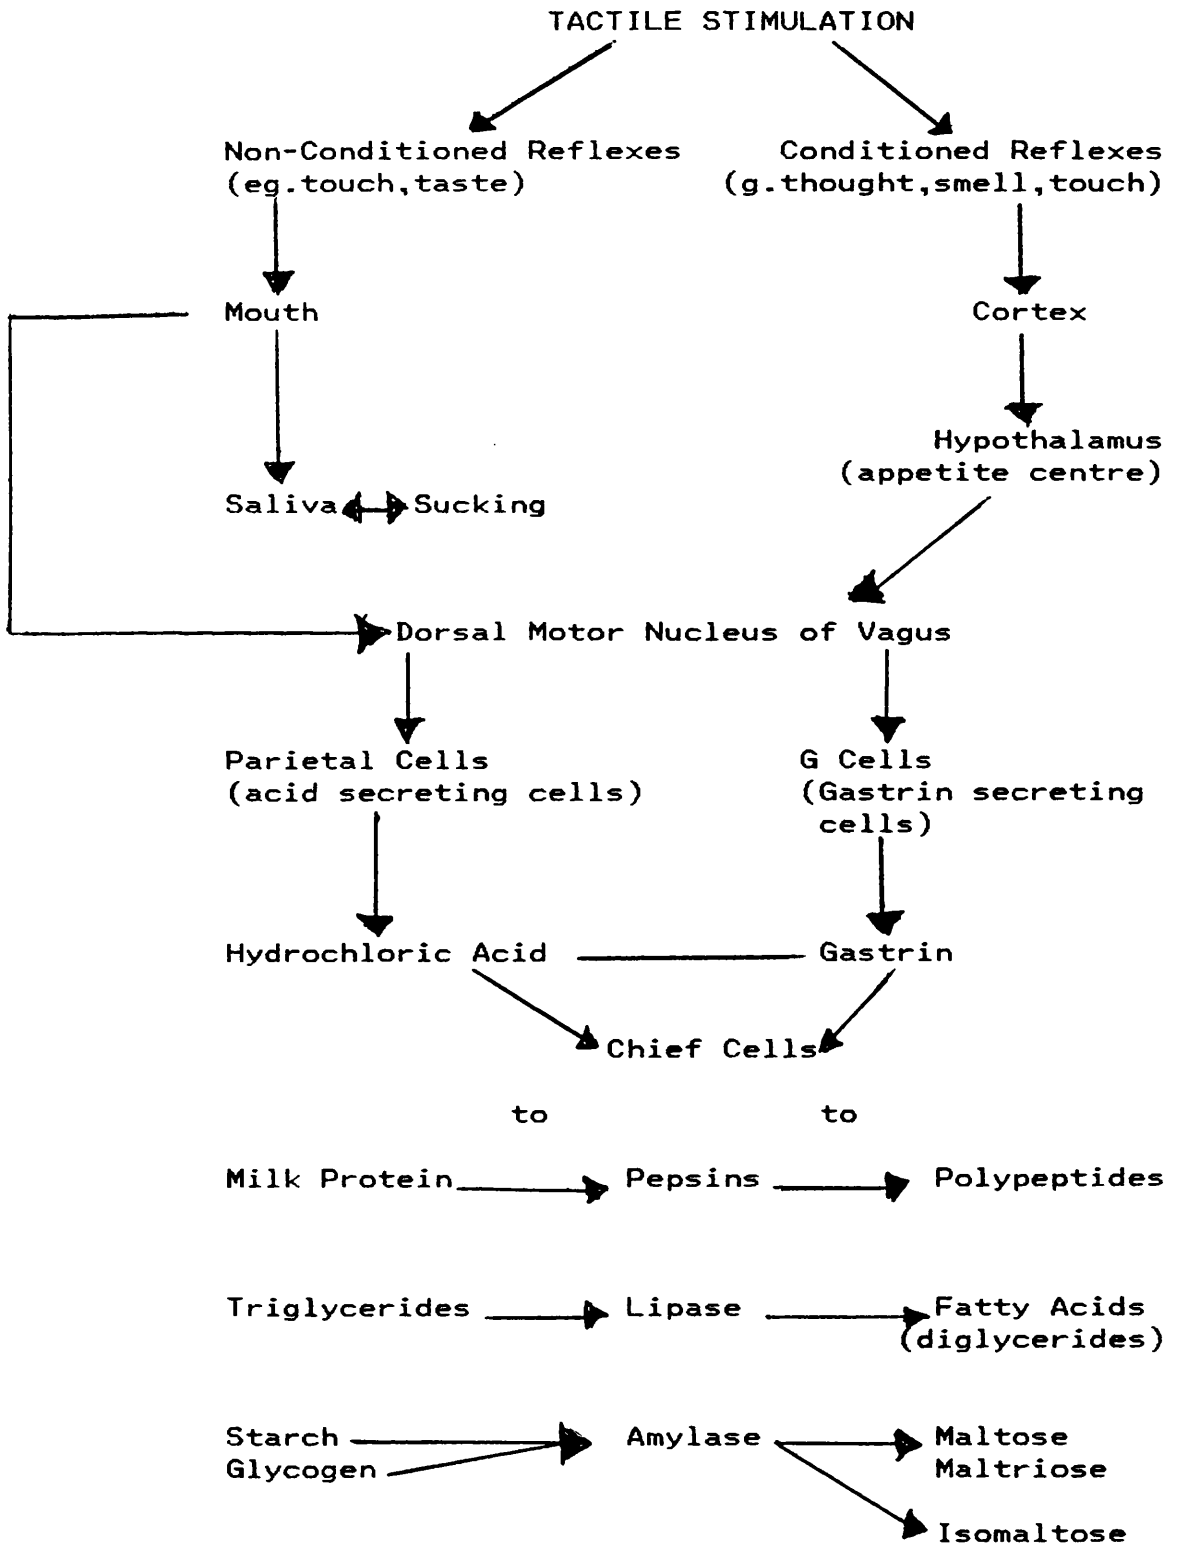 TACTILE STIMULATION
Non-Conditioned Reflexes
(eg.touch,taste)
Conditioned Reflexes
(g.thought,smell,touch)
Mouth
Cortex
Hypothalamus
(appetite centre)
Saliva Sucking
Dorsal Motor Nucleus of Vagus
Parietal Cells
(acid secreting cells)
G Cells
(Gastrin secreting
cells)
Hydrochloric Acid Gastrin
Chief Cells
to to
Milk Protein Pepsins Polypeptides
Triglycerides Lipase Fatty Acids
(diglycerides)
Starch Amylase Maltose
Glycogen Maltriose
Isomaltose